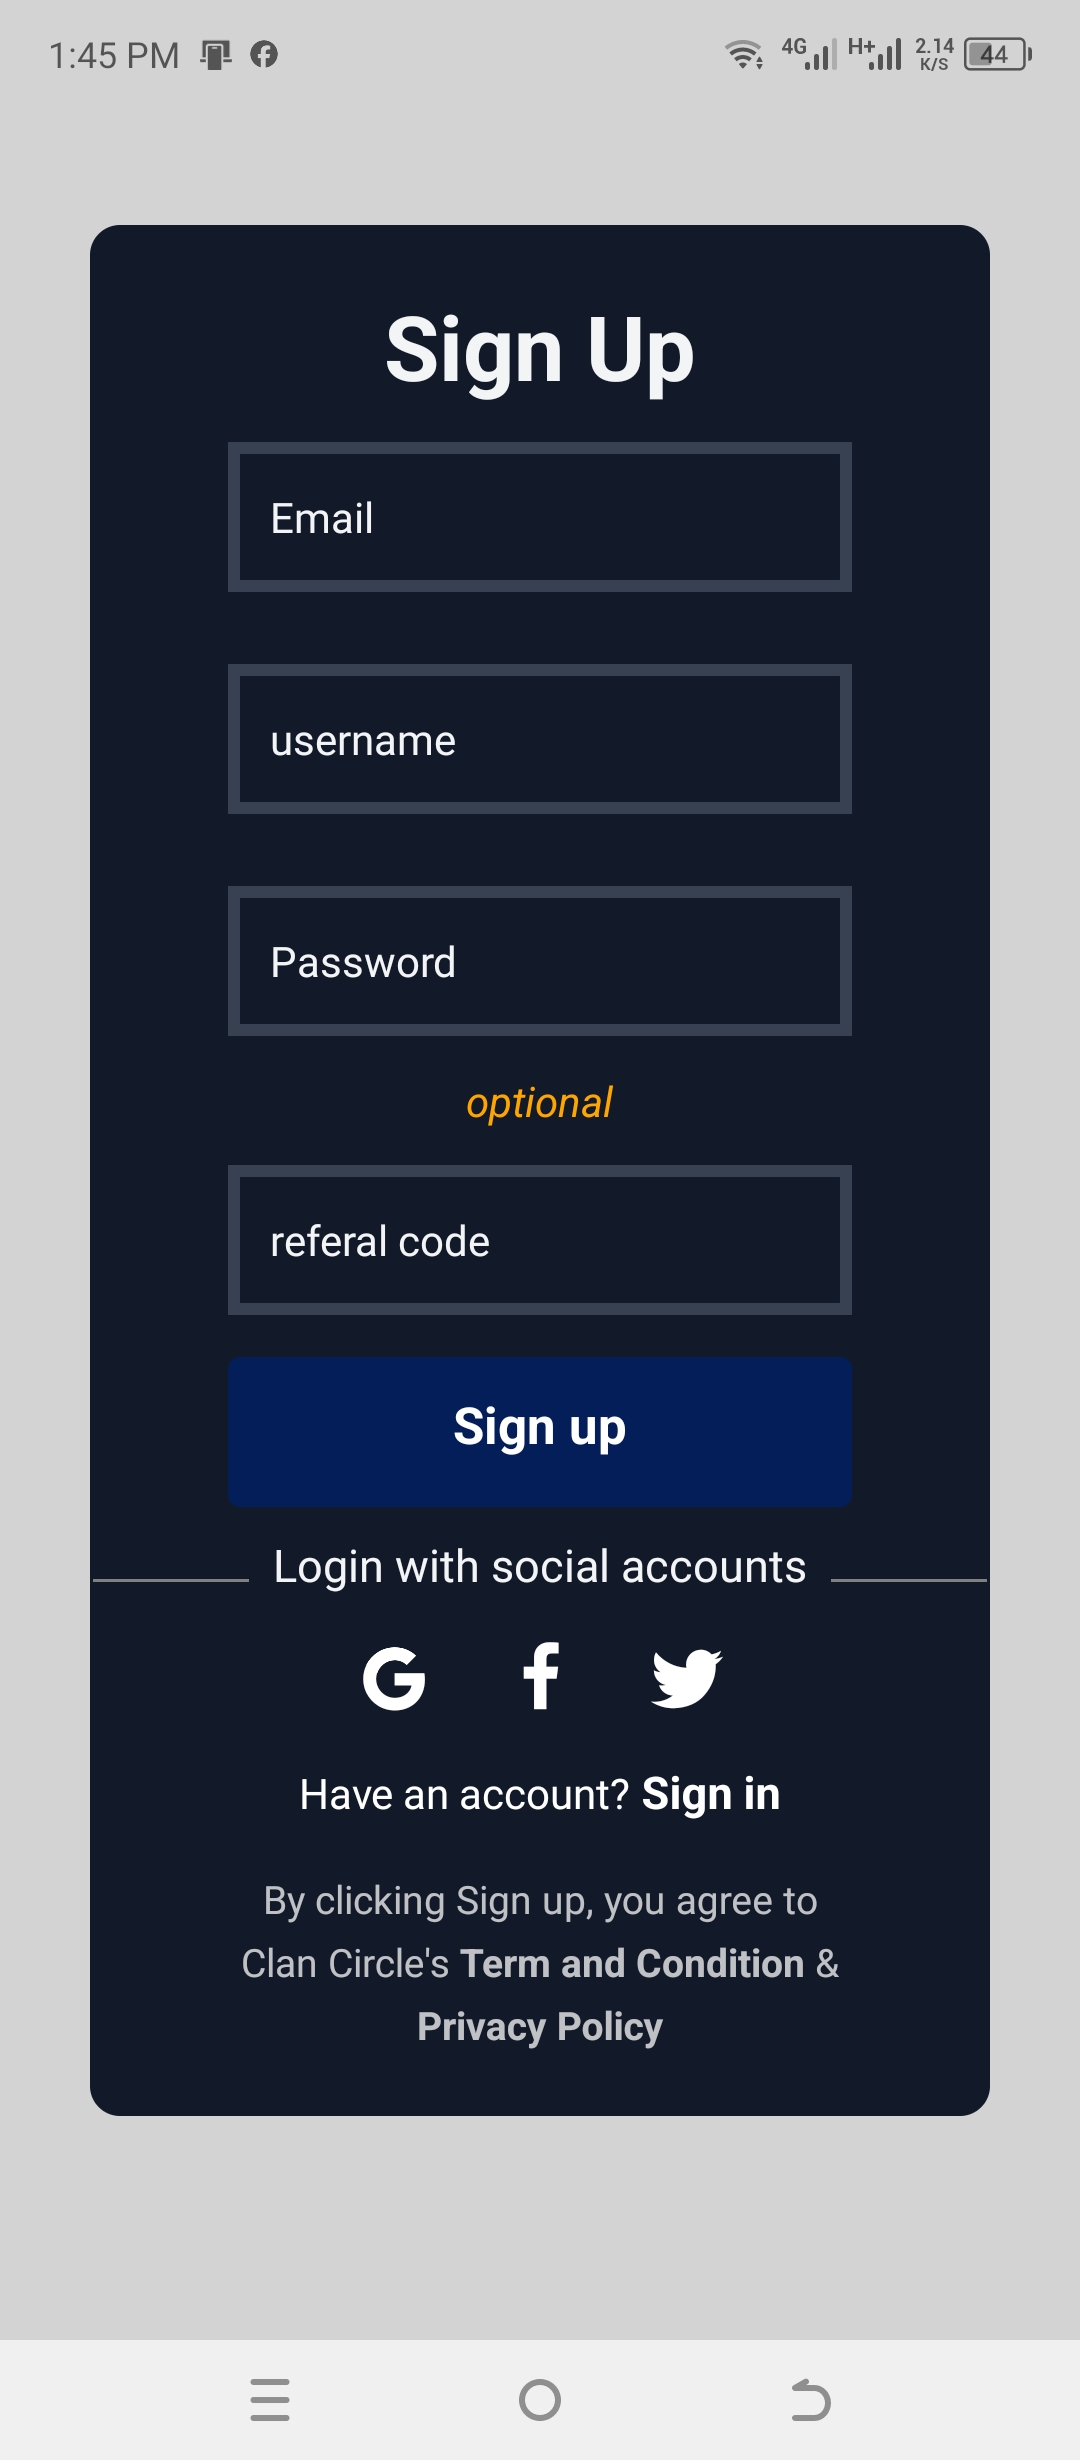 1:45 PM 4G H+ 2.14 K/S 44
Sign Up
Email
username
Password
optional
referal code
Sign up
Login with social accounts
Have an account? Sign in
By clicking Sign up, you agree to
Clan Circle's Term and Condition &
Privacy Policy